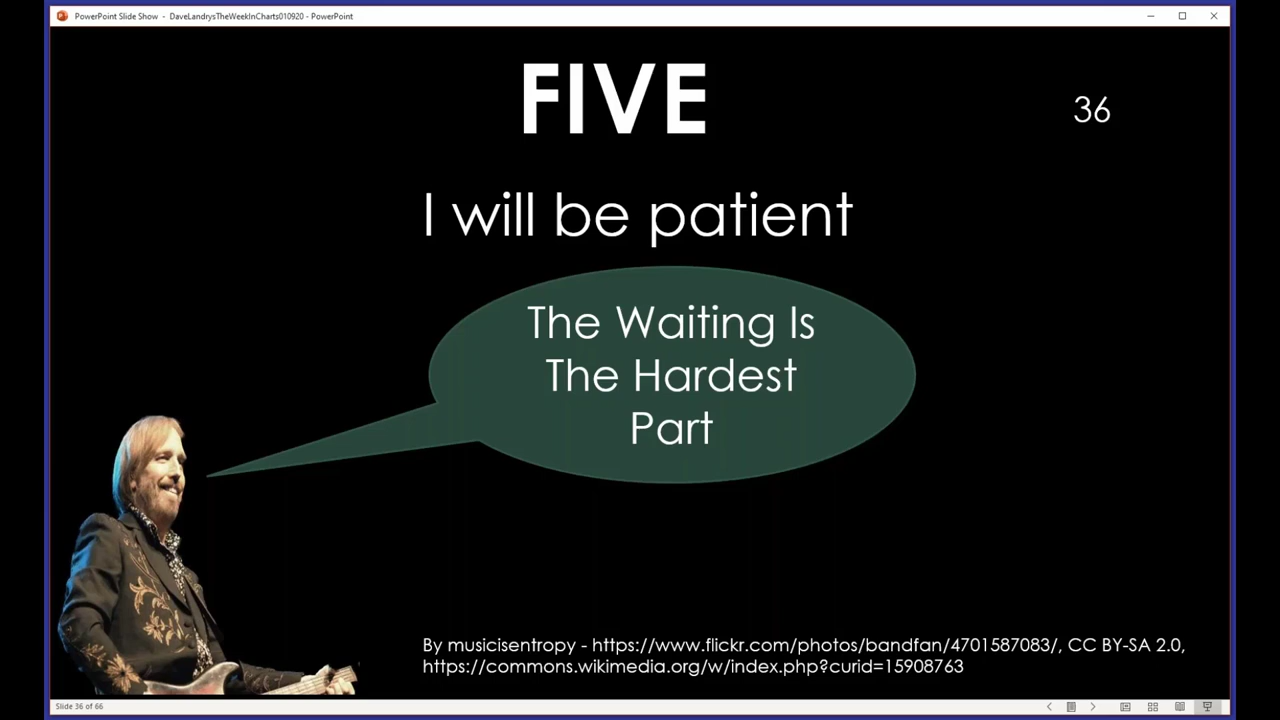 PowerPoint Slide Show - DaveLandrysTheWeekInCharts010920 - PowerPoint
FIVE
36
I will be patient
The Waiting Is
The Hardest
Part
By musicisentropy - https://www.flickr.com/photos/bandfan/4701587083/, CC BY-SA 2.0,
https://commons.wikimedia.org/w/index.php?curid=15908763
Slide 36 of 66